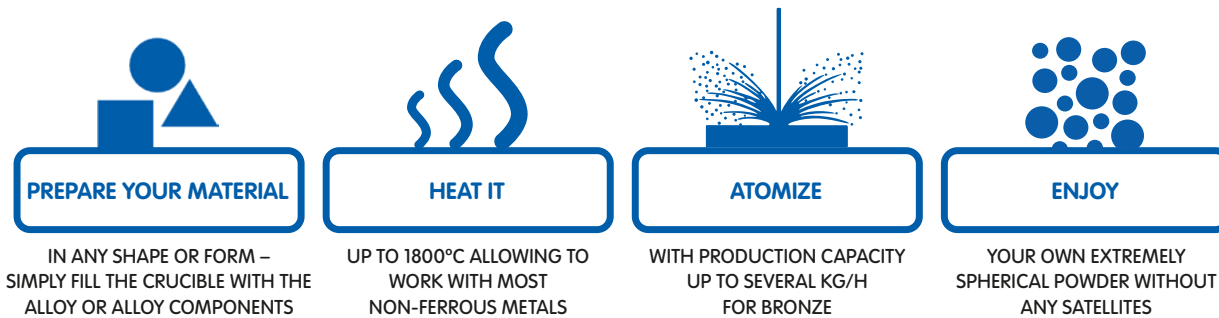 PREPARE YOUR MATERIAL
IN ANY SHAPE OR FORM –
SIMPLY FILL THE CRUCIBLE WITH THE
ALLOY OR ALLOY COMPONENTS
HEAT IT
UP TO 1800°C ALLOWING TO
WORK WITH MOST
NON-FERROUS METALS
ATOMIZE
WITH PRODUCTION CAPACITY
UP TO SEVERAL KG/H
FOR BRONZE
ENJOY
YOUR OWN EXTREMELY
SPHERICAL POWDER WITHOUT
ANY SATELLITES